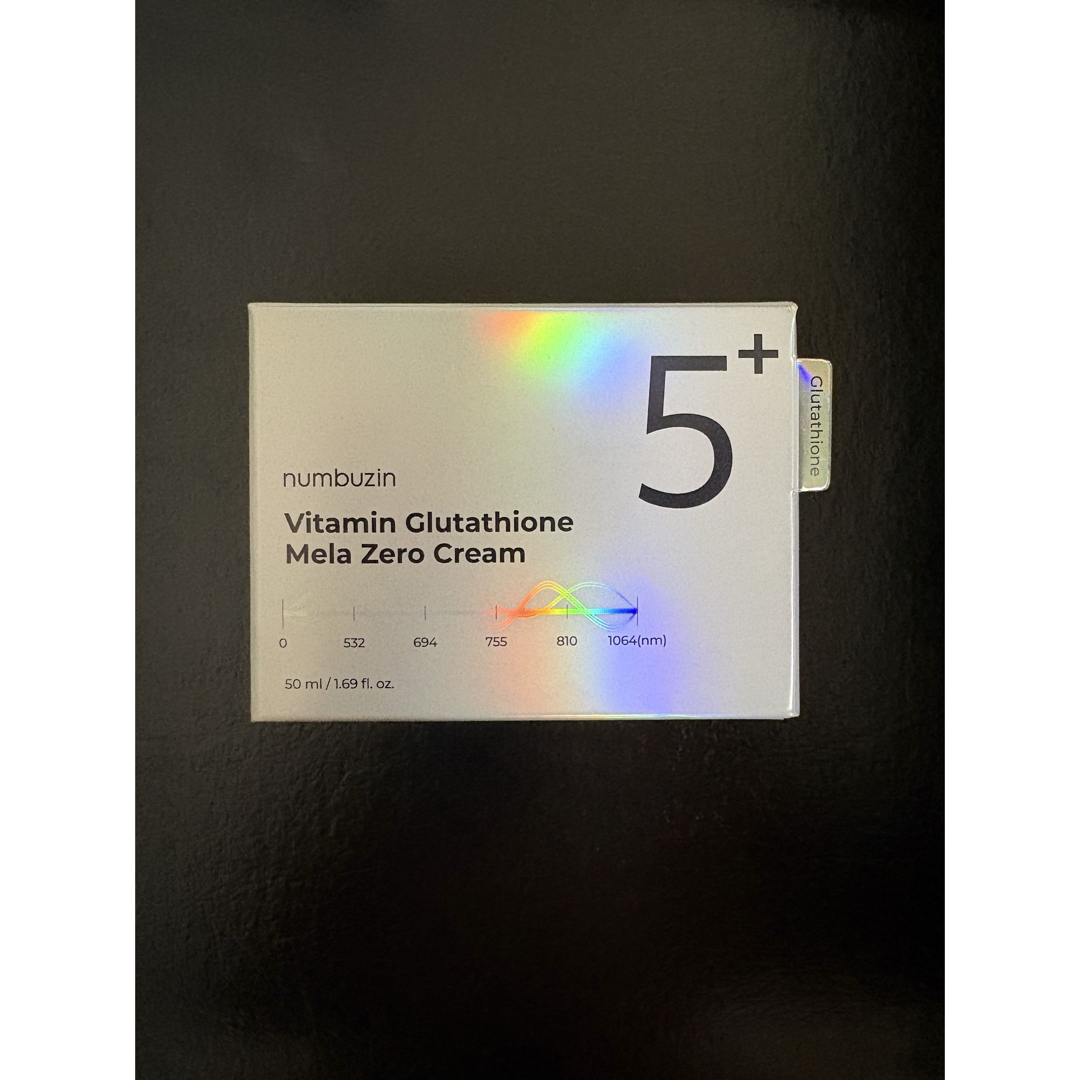 5+
Glutathione
numbuzin
Vitamin Glutathione
Mela Zero Cream
0 532 694 755 810 1064(nm)
50 ml / 1.69 fl. oz.